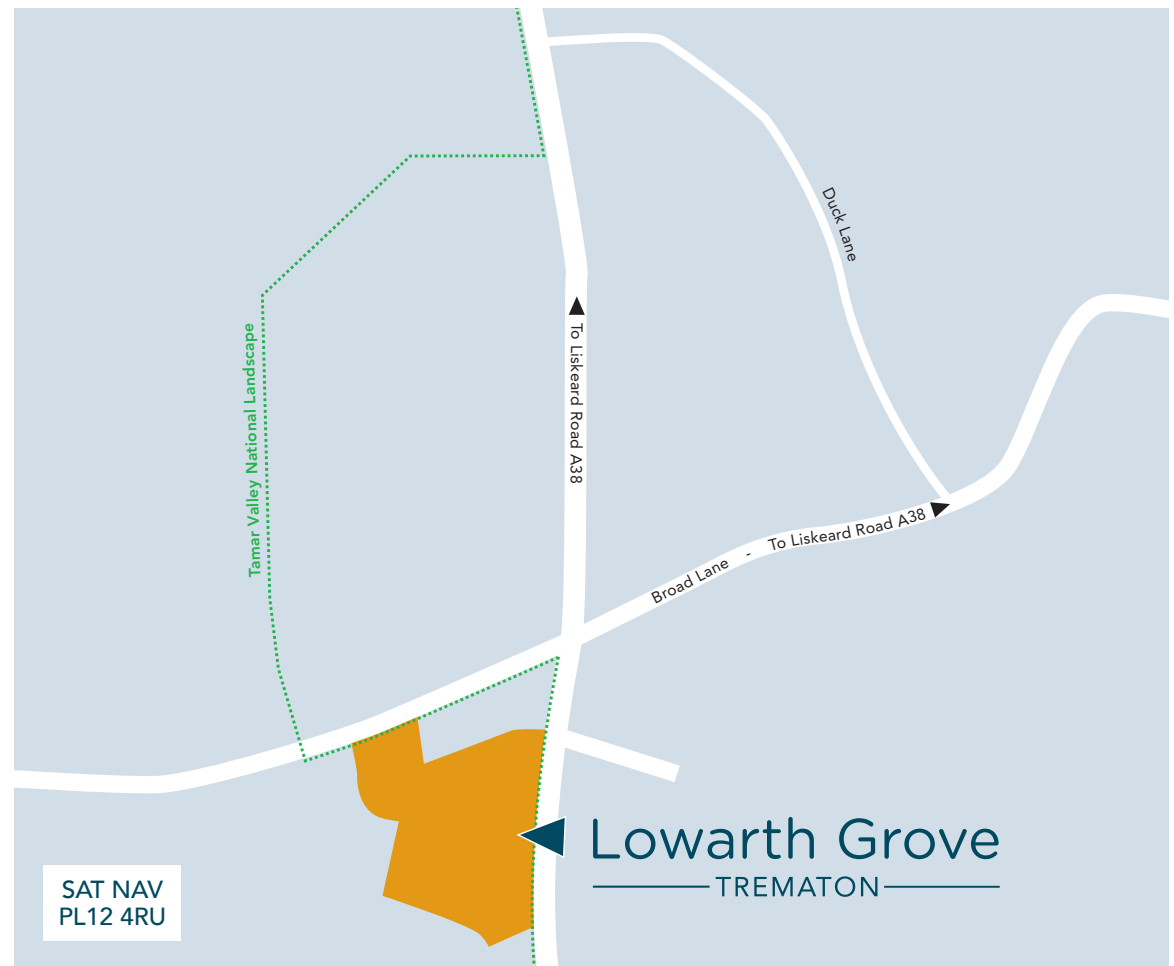 Duck Lane
Tamar Valley National Landscape
To Liskeard Road A38
Broad Lane - To Liskeard Road A38
Lowarth Grove
TREMATON
SAT NAV
PL12 4RU